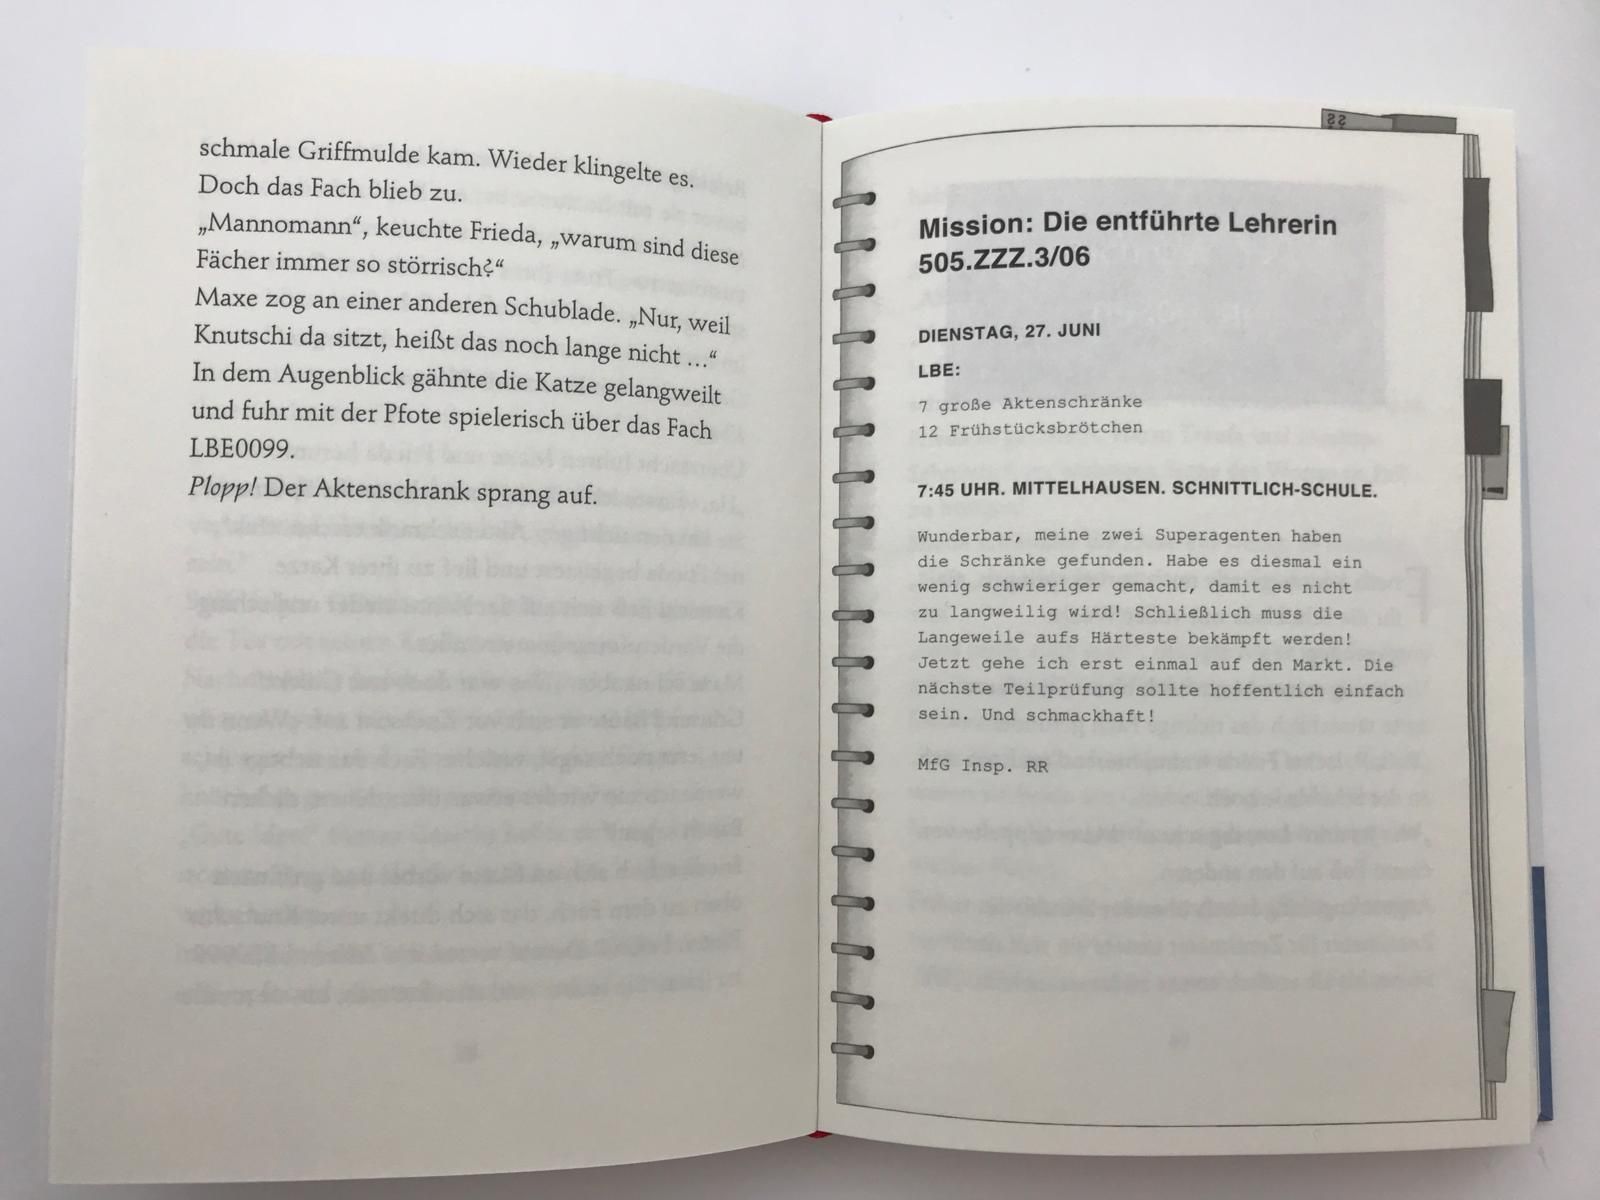 schmale Griffmulde kam. Wieder klingelte es.
Doch das Fach blieb zu.
„Mannomann“, keuchte Frieda, „warum sind diese
Fächer immer so störrisch?“
Maxe zog an einer anderen Schublade. „Nur, weil
Knutschi da sitzt, heißt das noch lange nicht …“
In dem Augenblick gähnte die Katze gelangweilt
und fuhr mit der Pfote spielerisch über das Fach
LBE0099.
Plopp! Der Aktenschrank sprang auf.
Mission: Die entführte Lehrerin
505.ZZZ.3/06
DIENSTAG, 27. JUNI
LBE:
7 große Aktenschränke
12 Frühstücksbrötchen
7:45 UHR. MITTELHAUSEN. SCHNITTLICH-SCHULE.
Wunderbar, meine zwei Superagenten haben
die Schränke gefunden. Habe es diesmal ein
wenig schwieriger gemacht, damit es nicht
zu langweilig wird! Schließlich muss die
Langeweile aufs Härteste bekämpft werden!
Jetzt gehe ich erst einmal auf den Markt. Die
nächste Teilprüfung sollte hoffentlich einfach
sein. Und schmackhaft!
MfG Insp. RR